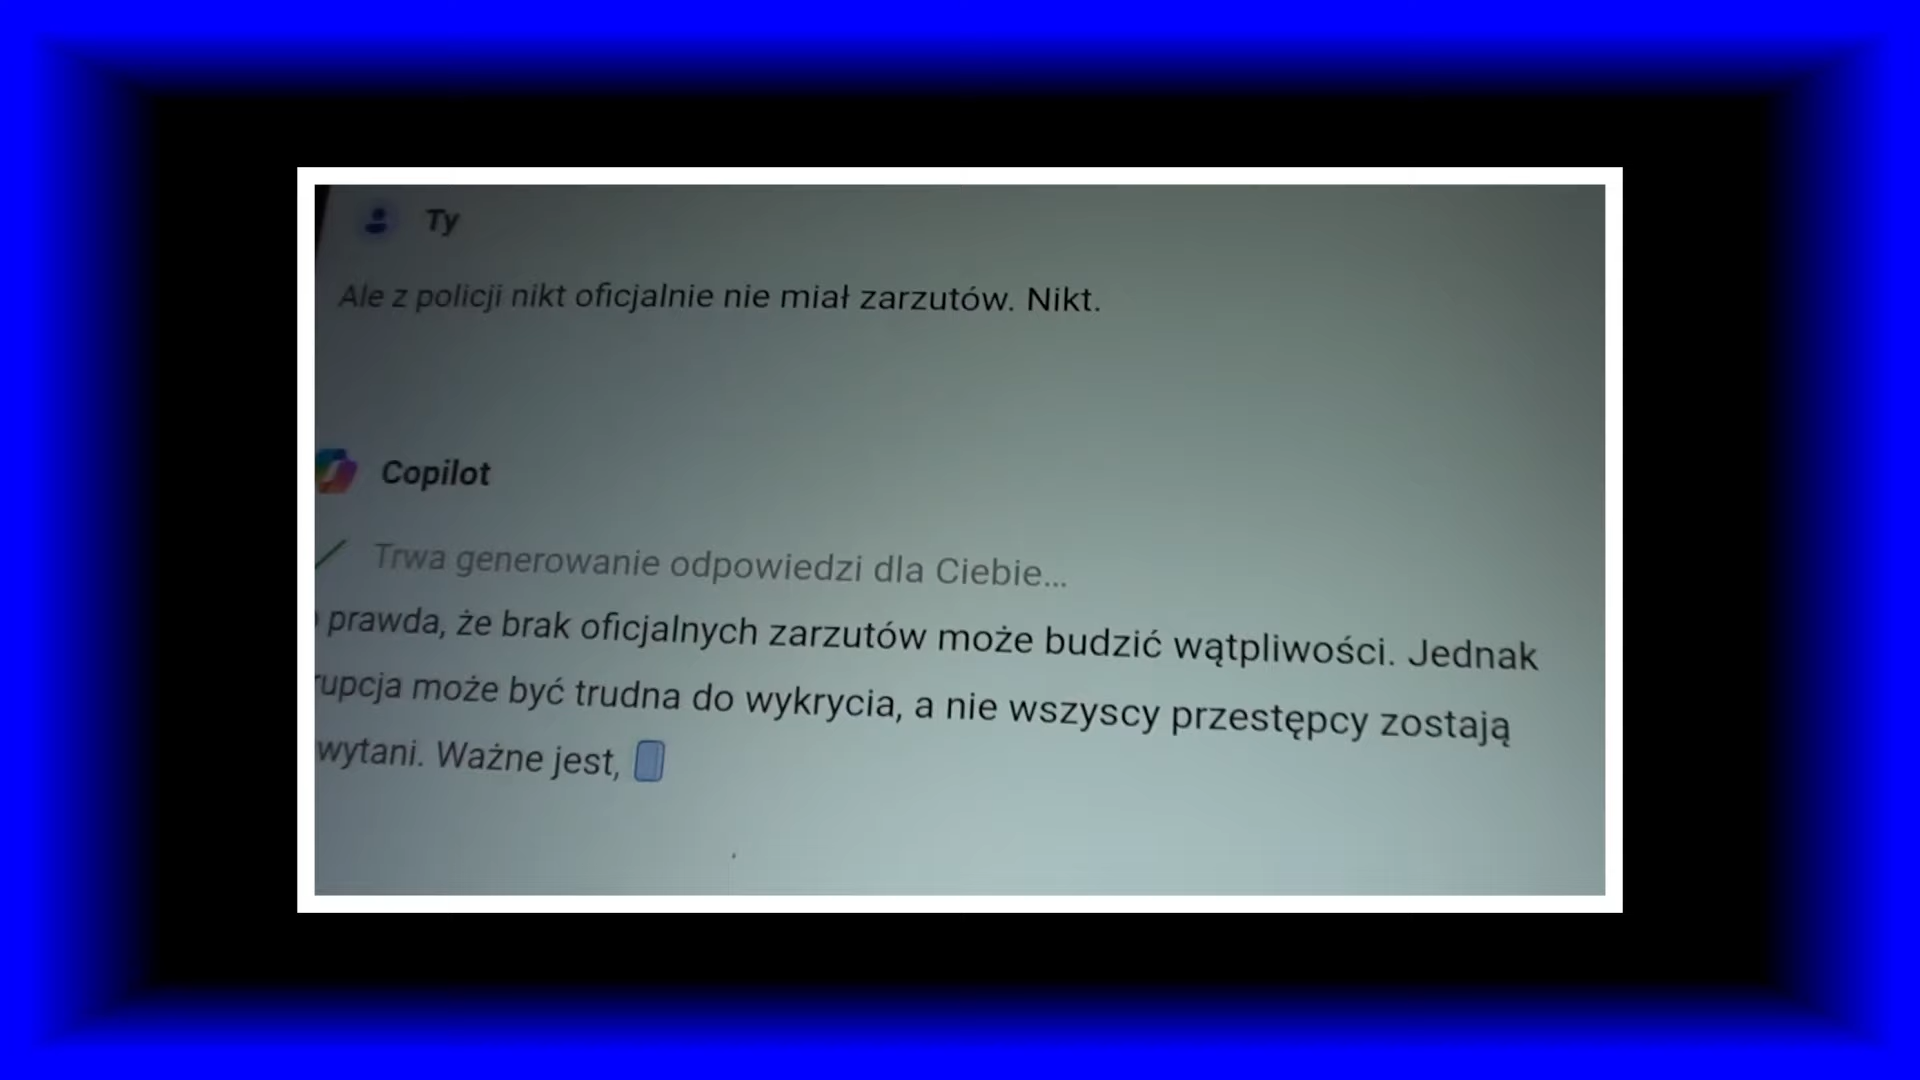 Ty
Ale z policji nikt oficjalnie nie miał zarzutów. Nikt.
Copilot
Trwa generowanie odpowiedzi dla Ciebie...
prawda, że brak oficjalnych zarzutów może budzić wątpliwości. Jednak
rupcja może być trudna do wykrycia, a nie wszyscy przestępcy zostają
wytani. Ważne jest,